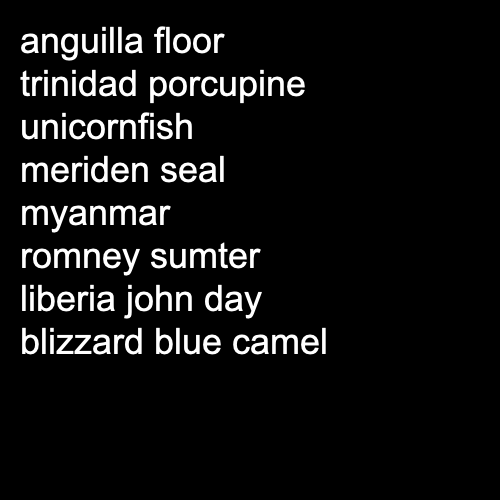 anguilla floor
trinidad porcupine
unicornfish
meriden seal
myanmar
romney sumter
liberia john day
blizzard blue camel